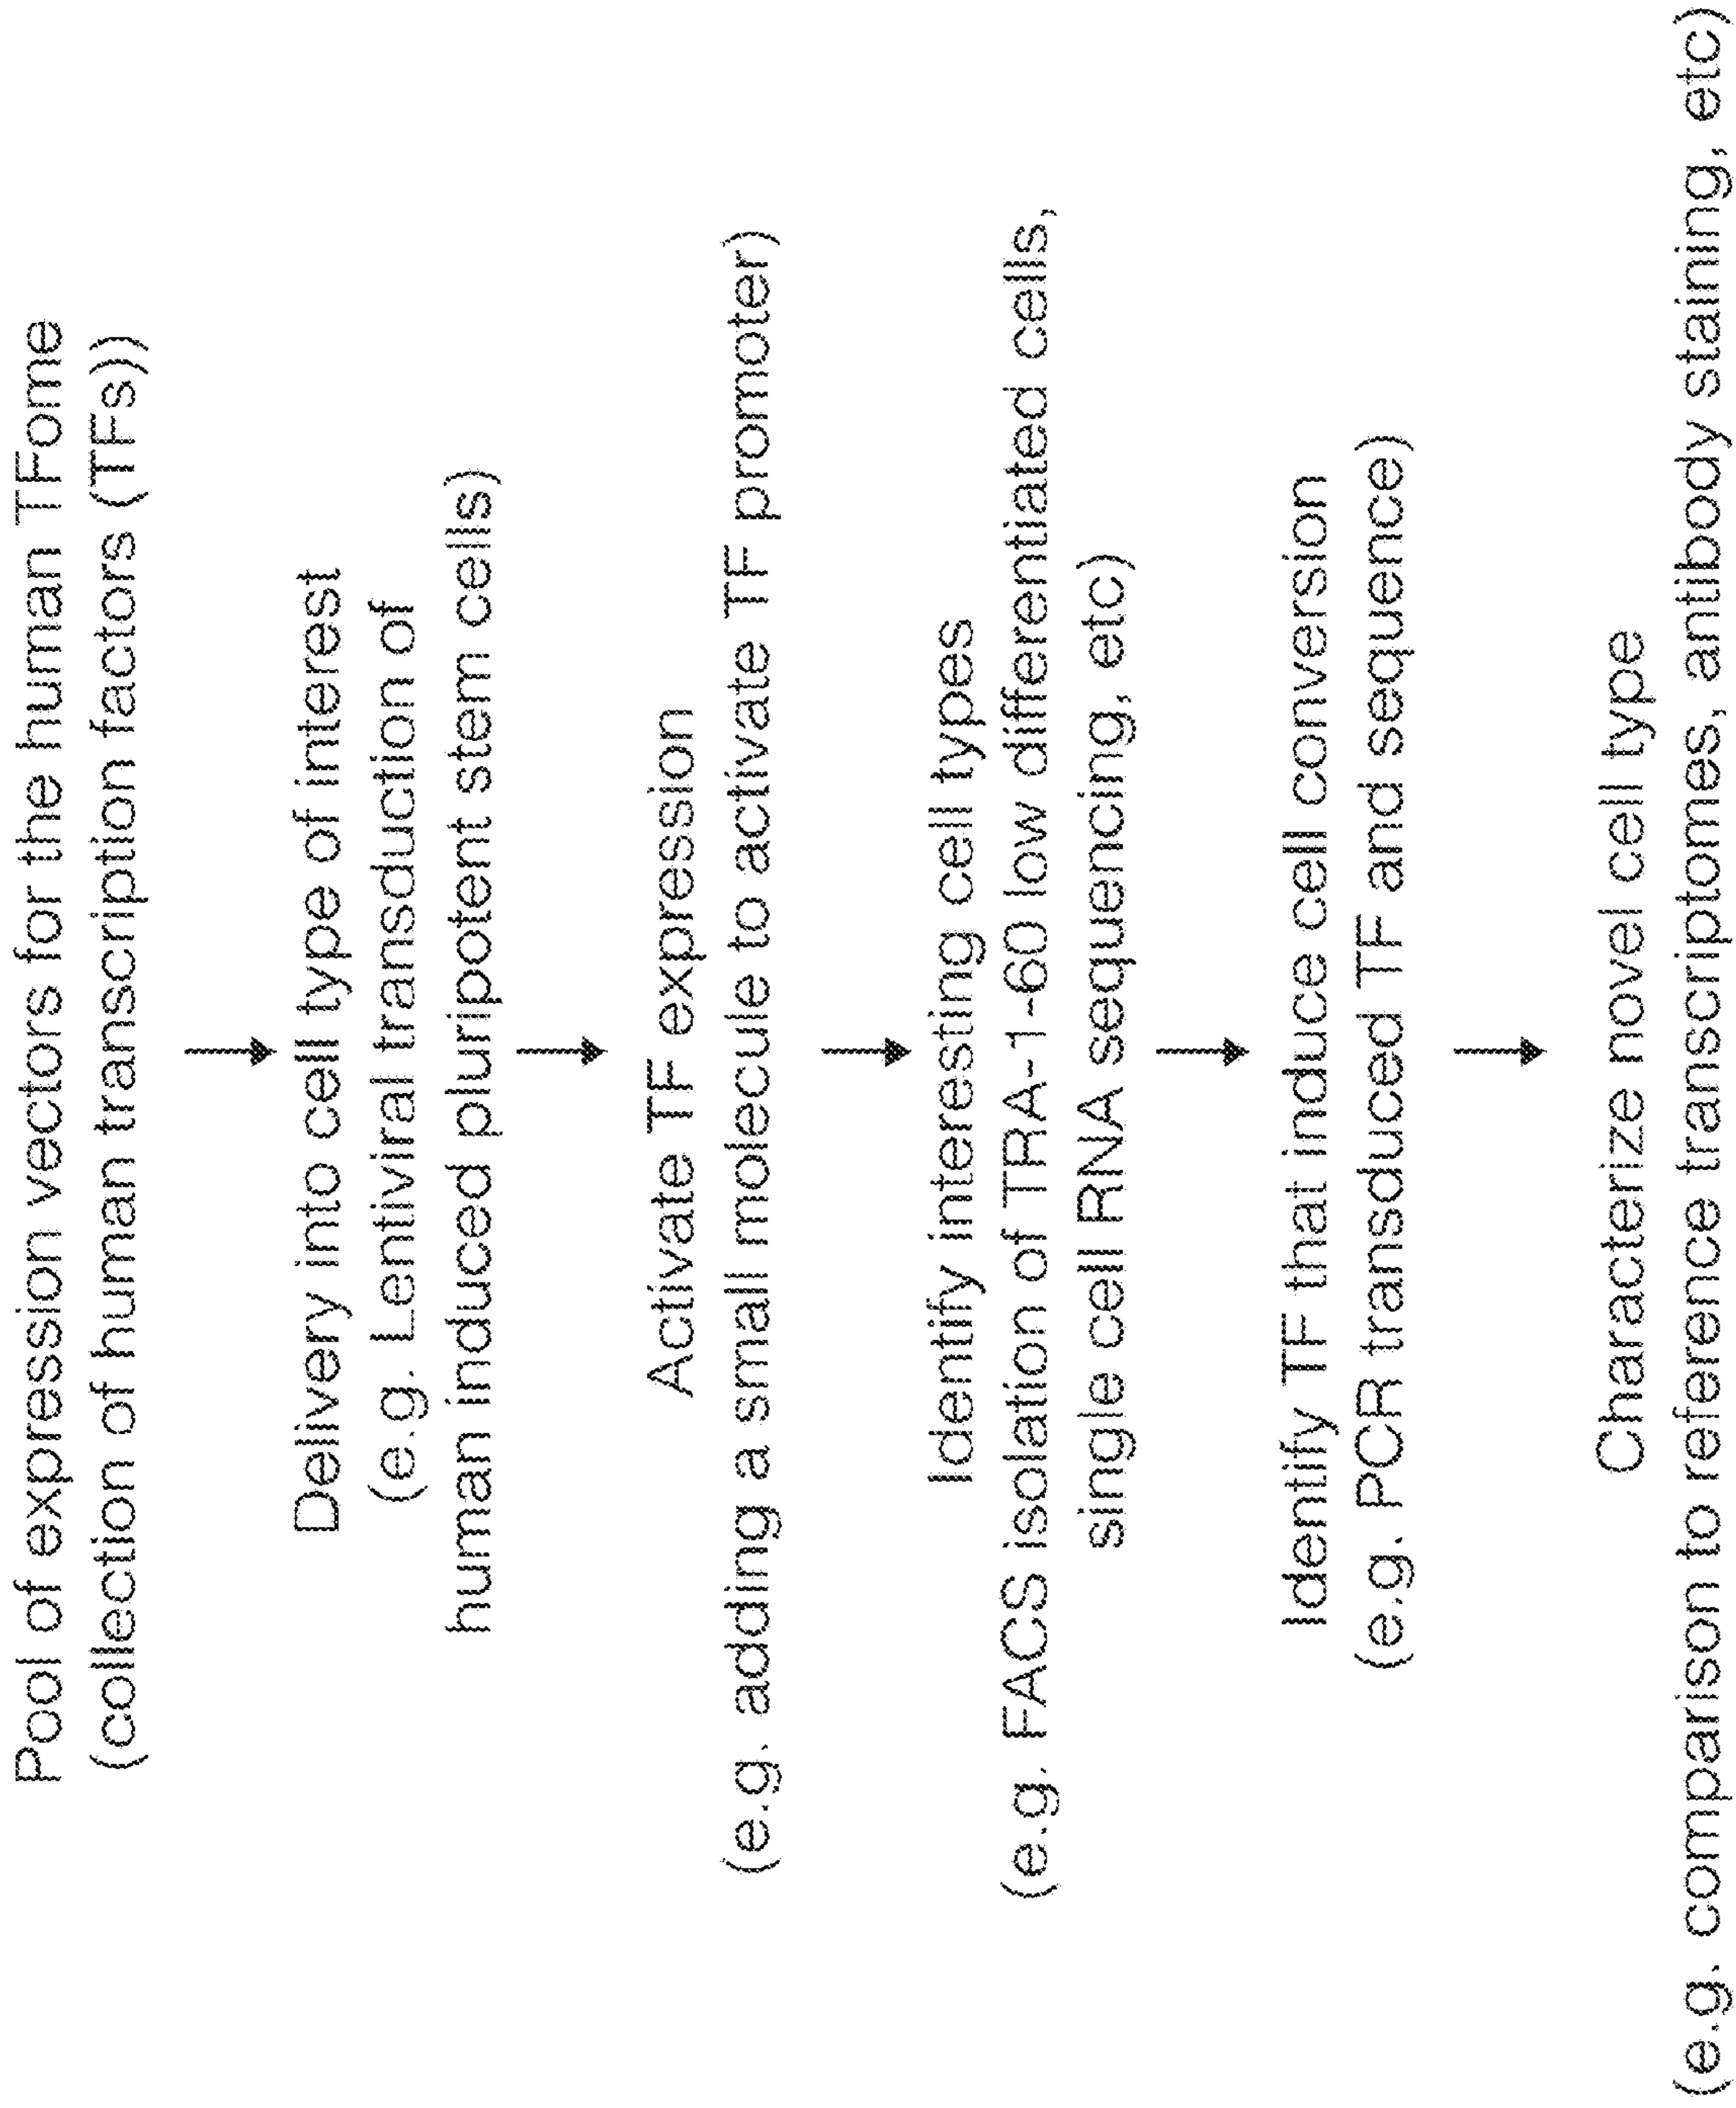 Pool of expression vectors for the human TFome
(collection of human transcription factors (TFs))
Delivery into cell type of interest
(e.g. Lentiviral transduction of
human induced pluripotent stem cells)
Activate TF expression
(e.g. adding a small molecule to activate TF promoter)
Identify interesting cell types
(e.g. FACS isolation of TRA-1-60 low differentiated cells,
single cell RNA sequencing, etc)
Identify TF that induce cell conversion
(e.g. PCR transduced TF and sequence)
Characterize novel cell type
(e.g. comparison to reference transcriptomes, antibody staining, etc)